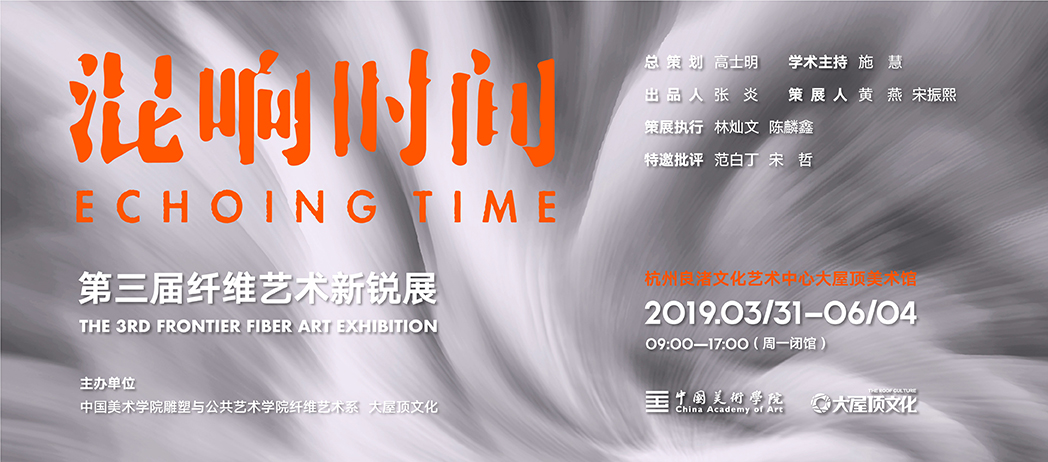 混响时间
ECHOING TIME
第三届纤维艺术新锐展
THE 3RD FRONTIER FIBER ART EXHIBITION
主办单位
中国美术学院雕塑与公共艺术学院纤维艺术系 大屋顶文化
总策划 高士明 学术主持 施慧
出品人 张炎 策展人 黄燕 宋振熙
策展执行 林灿文 陈麟鑫
特邀批评 范白丁 宋哲
杭州良渚文化艺术中心大屋顶美术馆
2019.03/31–06/04
09:00—17:00（周一闭馆）
中国美術學院
China Academy of Art
THE ROOF CULTURE
大屋顶文化